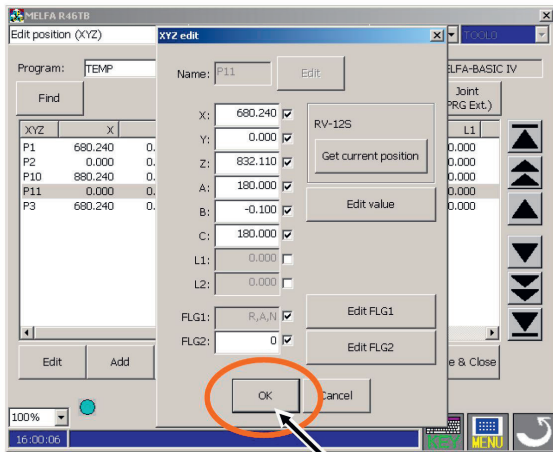 MELFA R46TB
Edit position (XYZ)
TOOL0
XYZ edit
Program: TEMP
MELFA-BASIC IV
Find
Joint
(PRG Ext.)
Name: P11 Edit
X: 680.240
Y: 0.000
Z: 832.110
A: 180.000
B: -0.100
C: 180.000
L1: 0.000
L2: 0.000
FLG1: R,A,N
FLG2: 0
RV-12S
Get current position
Edit value
Edit FLG1
Edit FLG2
OK Cancel
XYZ X L1
P1 680.240 0. 0.000
P2 0.000 0. 0.000
P10 880.240 0. 0.000
P11 0.000 0. 0.000
P3 680.240 0. 0.000
Edit Add e & Close
100%
16:00:06
KEY MENU